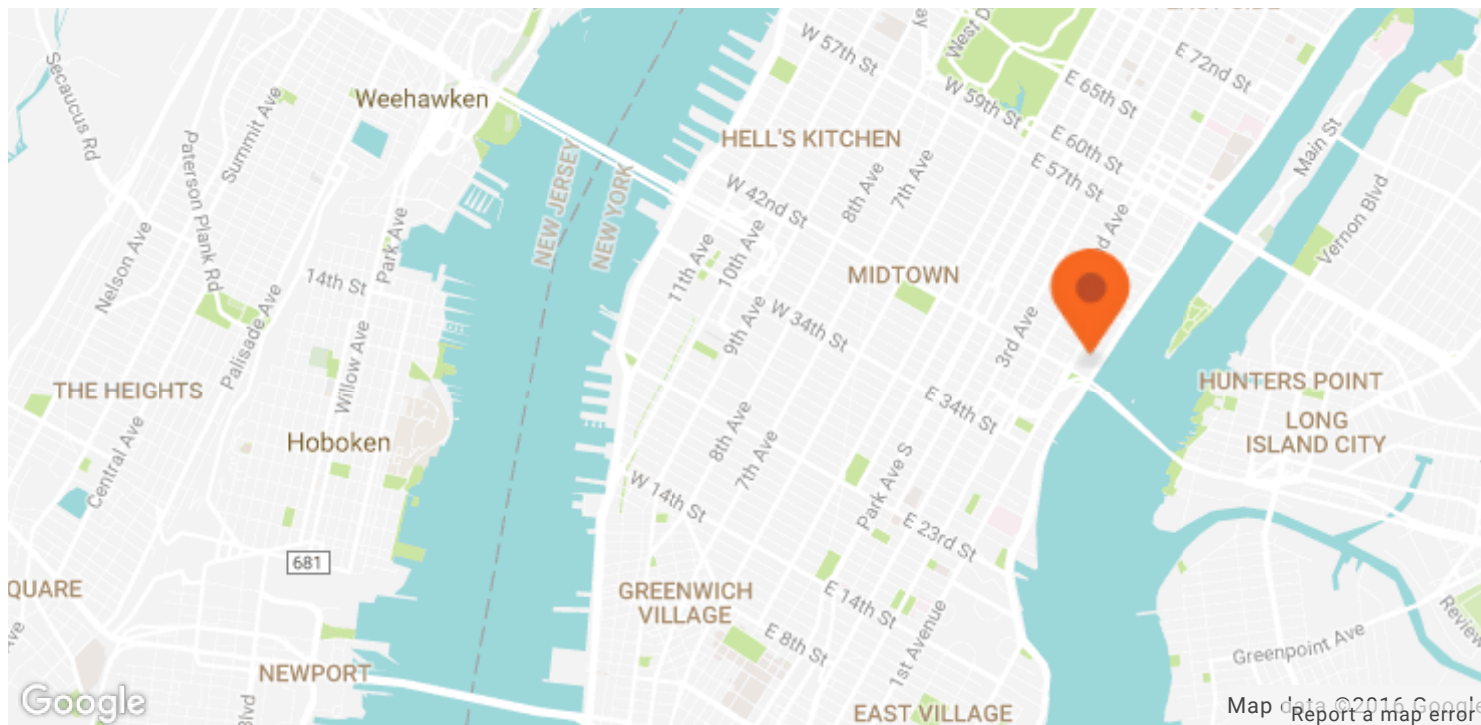 W 57th St
West D
E 72nd St
E 65th St
Secaucus Rd
Summit Ave
Weehawken
W 59th St
Main St
HELL'S KITCHEN
E 60th St
E 57th St
Paterson Plank Rd
NEW JERSEY
NEW YORK
W 42nd St
8th Ave
7th Ave
Vernon Blvd
Nelson Ave
Park Ave
d Ave
14th St
11th Ave
10th Ave
MIDTOWN
Palisade Ave
Willow Ave
9th Ave
W 34th St
3rd Ave
THE HEIGHTS
HUNTERS POINT
E 34th St
LONG
ISLAND CITY
Central Ave
Hoboken
8th Ave
7th Ave
W 14th St
Park Ave S
E 23rd St
681
QUARE
GREENWICH
VILLAGE
E 14th St
Review
E 8th St
1st Avenue
Greenpoint Ave
NEWPORT
Google
Blvd
EAST VILLAGE
Map data ©2016 Google
Report a map error